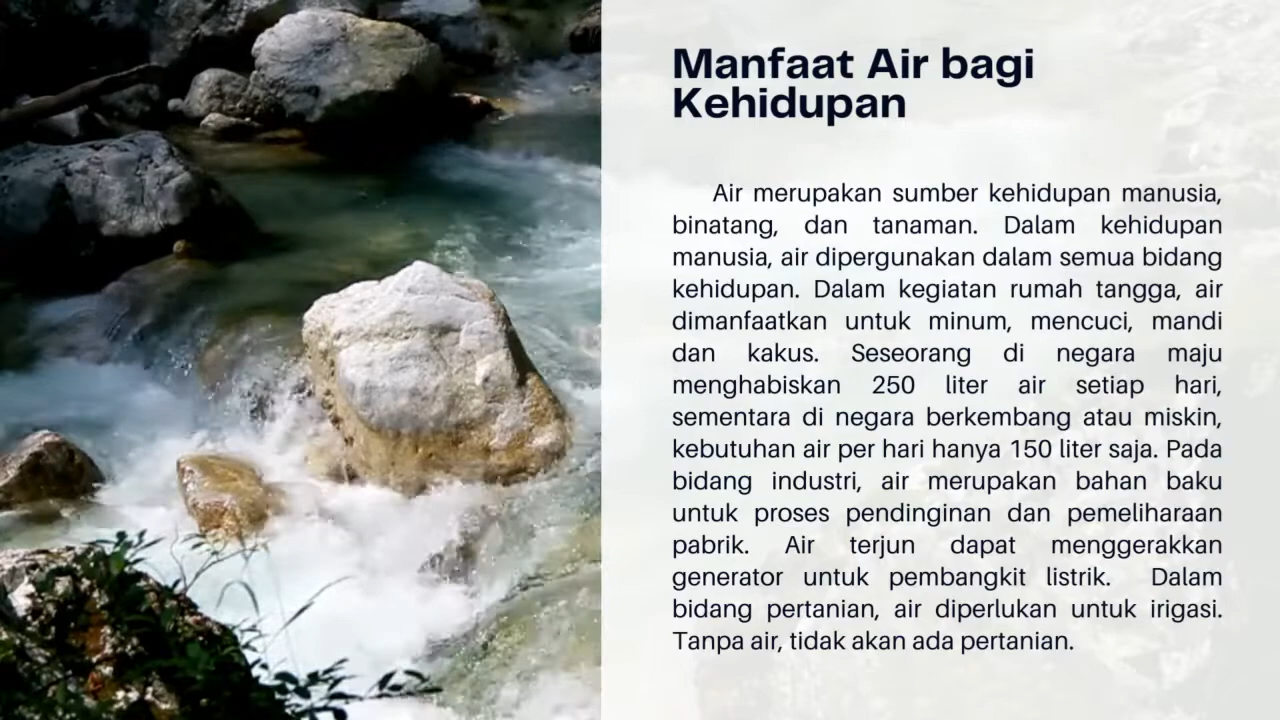 Manfaat Air bagi
Kehidupan
Air merupakan sumber kehidupan manusia,
binatang, dan tanaman. Dalam kehidupan
manusia, air dipergunakan dalam semua bidang
kehidupan. Dalam kegiatan rumah tangga, air
dimanfaatkan untuk minum, mencuci, mandi
dan kakus. Seseorang di negara maju
menghabiskan 250 liter air setiap hari,
sementara di negara berkembang atau miskin,
kebutuhan air per hari hanya 150 liter saja. Pada
bidang industri, air merupakan bahan baku
untuk proses pendinginan dan pemeliharaan
pabrik. Air terjun dapat menggerakkan
generator untuk pembangkit listrik. Dalam
bidang pertanian, air diperlukan untuk irigasi.
Tanpa air, tidak akan ada pertanian.